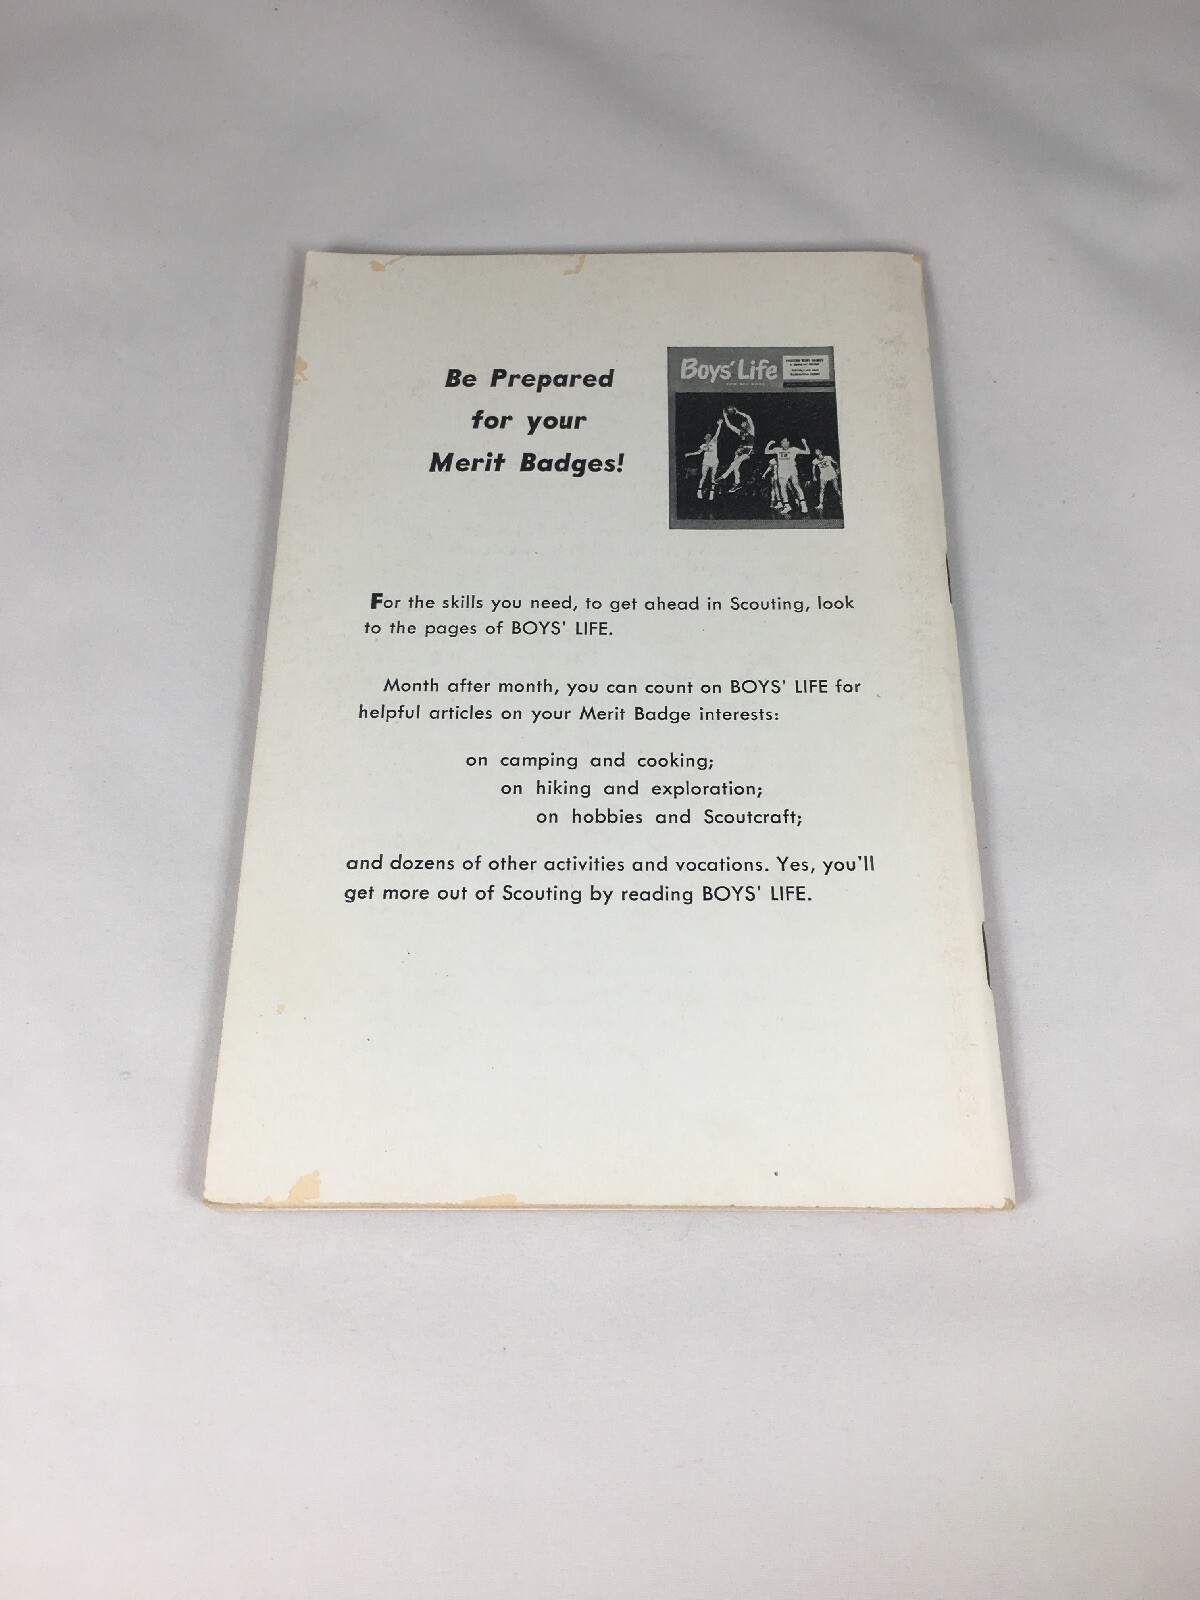 Be Prepared
for your
Merit Badges!
Boys' Life
For the skills you need, to get ahead in Scouting, look
to the pages of BOYS' LIFE.
Month after month, you can count on BOYS' LIFE for
helpful articles on your Merit Badge interests:
on camping and cooking;
on hiking and exploration;
on hobbies and Scoutcraft;
and dozens of other activities and vocations. Yes, you'll
get more out of Scouting by reading BOYS' LIFE.